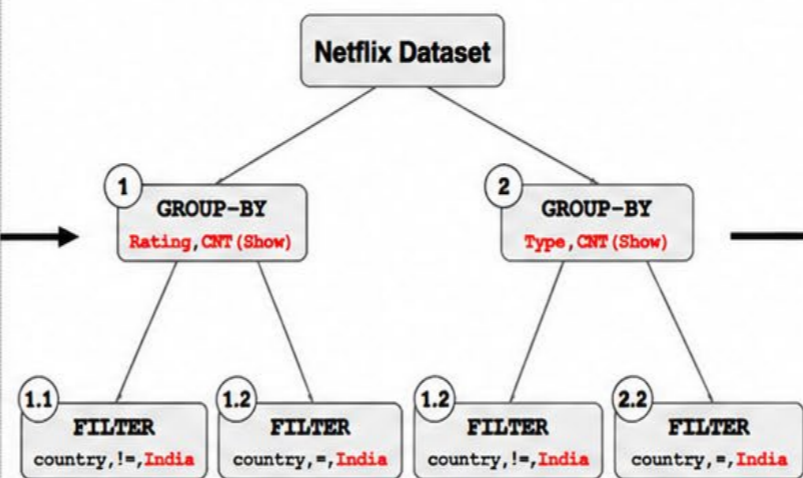 Netflix Dataset
1
GROUP-BY
Rating,CNT(Show)
2
GROUP-BY
Type,CNT(Show)
1.1
FILTER
country,!=,India
1.2
FILTER
country,=,India
1.2
FILTER
country,!=,India
2.2
FILTER
country,=,India